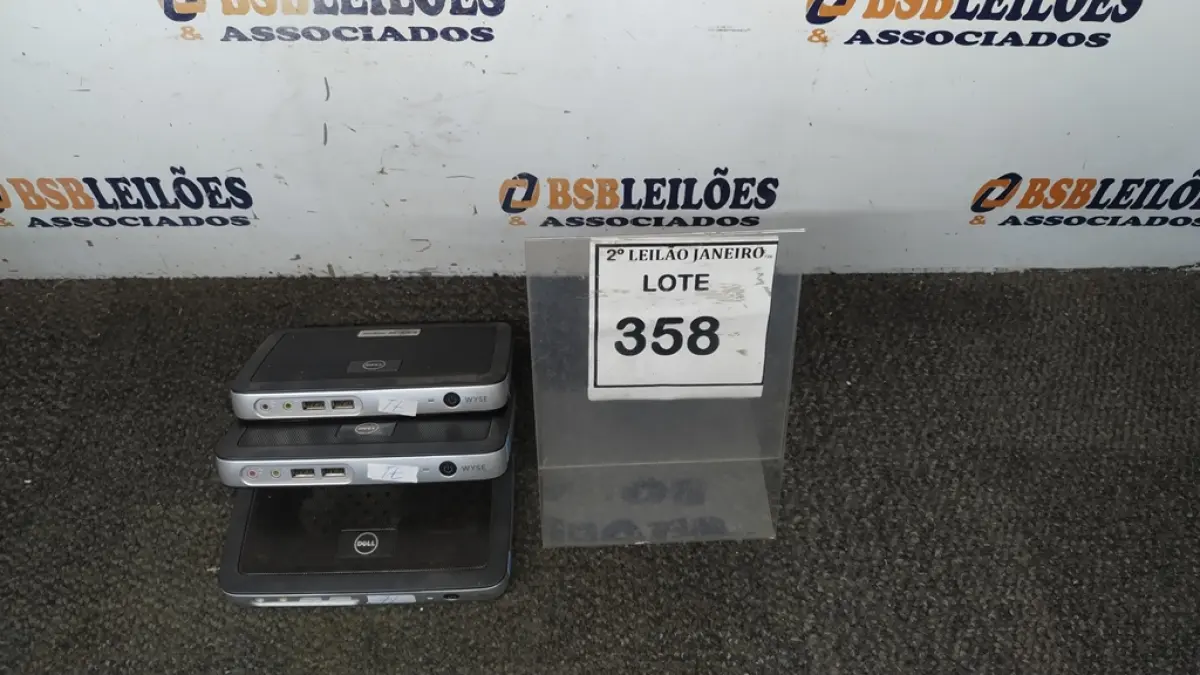 BSBLEILÕES
& ASSOCIADOS
BSBLEILÕES
& ASSOCIADOS
BSBLEILÕES
& ASSOCIADOS
BSBLEILÕES
& ASSOCIADOS
BSBLEILÕES
& ASSOCIADOS
2º LEILÃO JANEIRO
LOTE
358
DELL
WYSE
DELL
WYSE
DELL